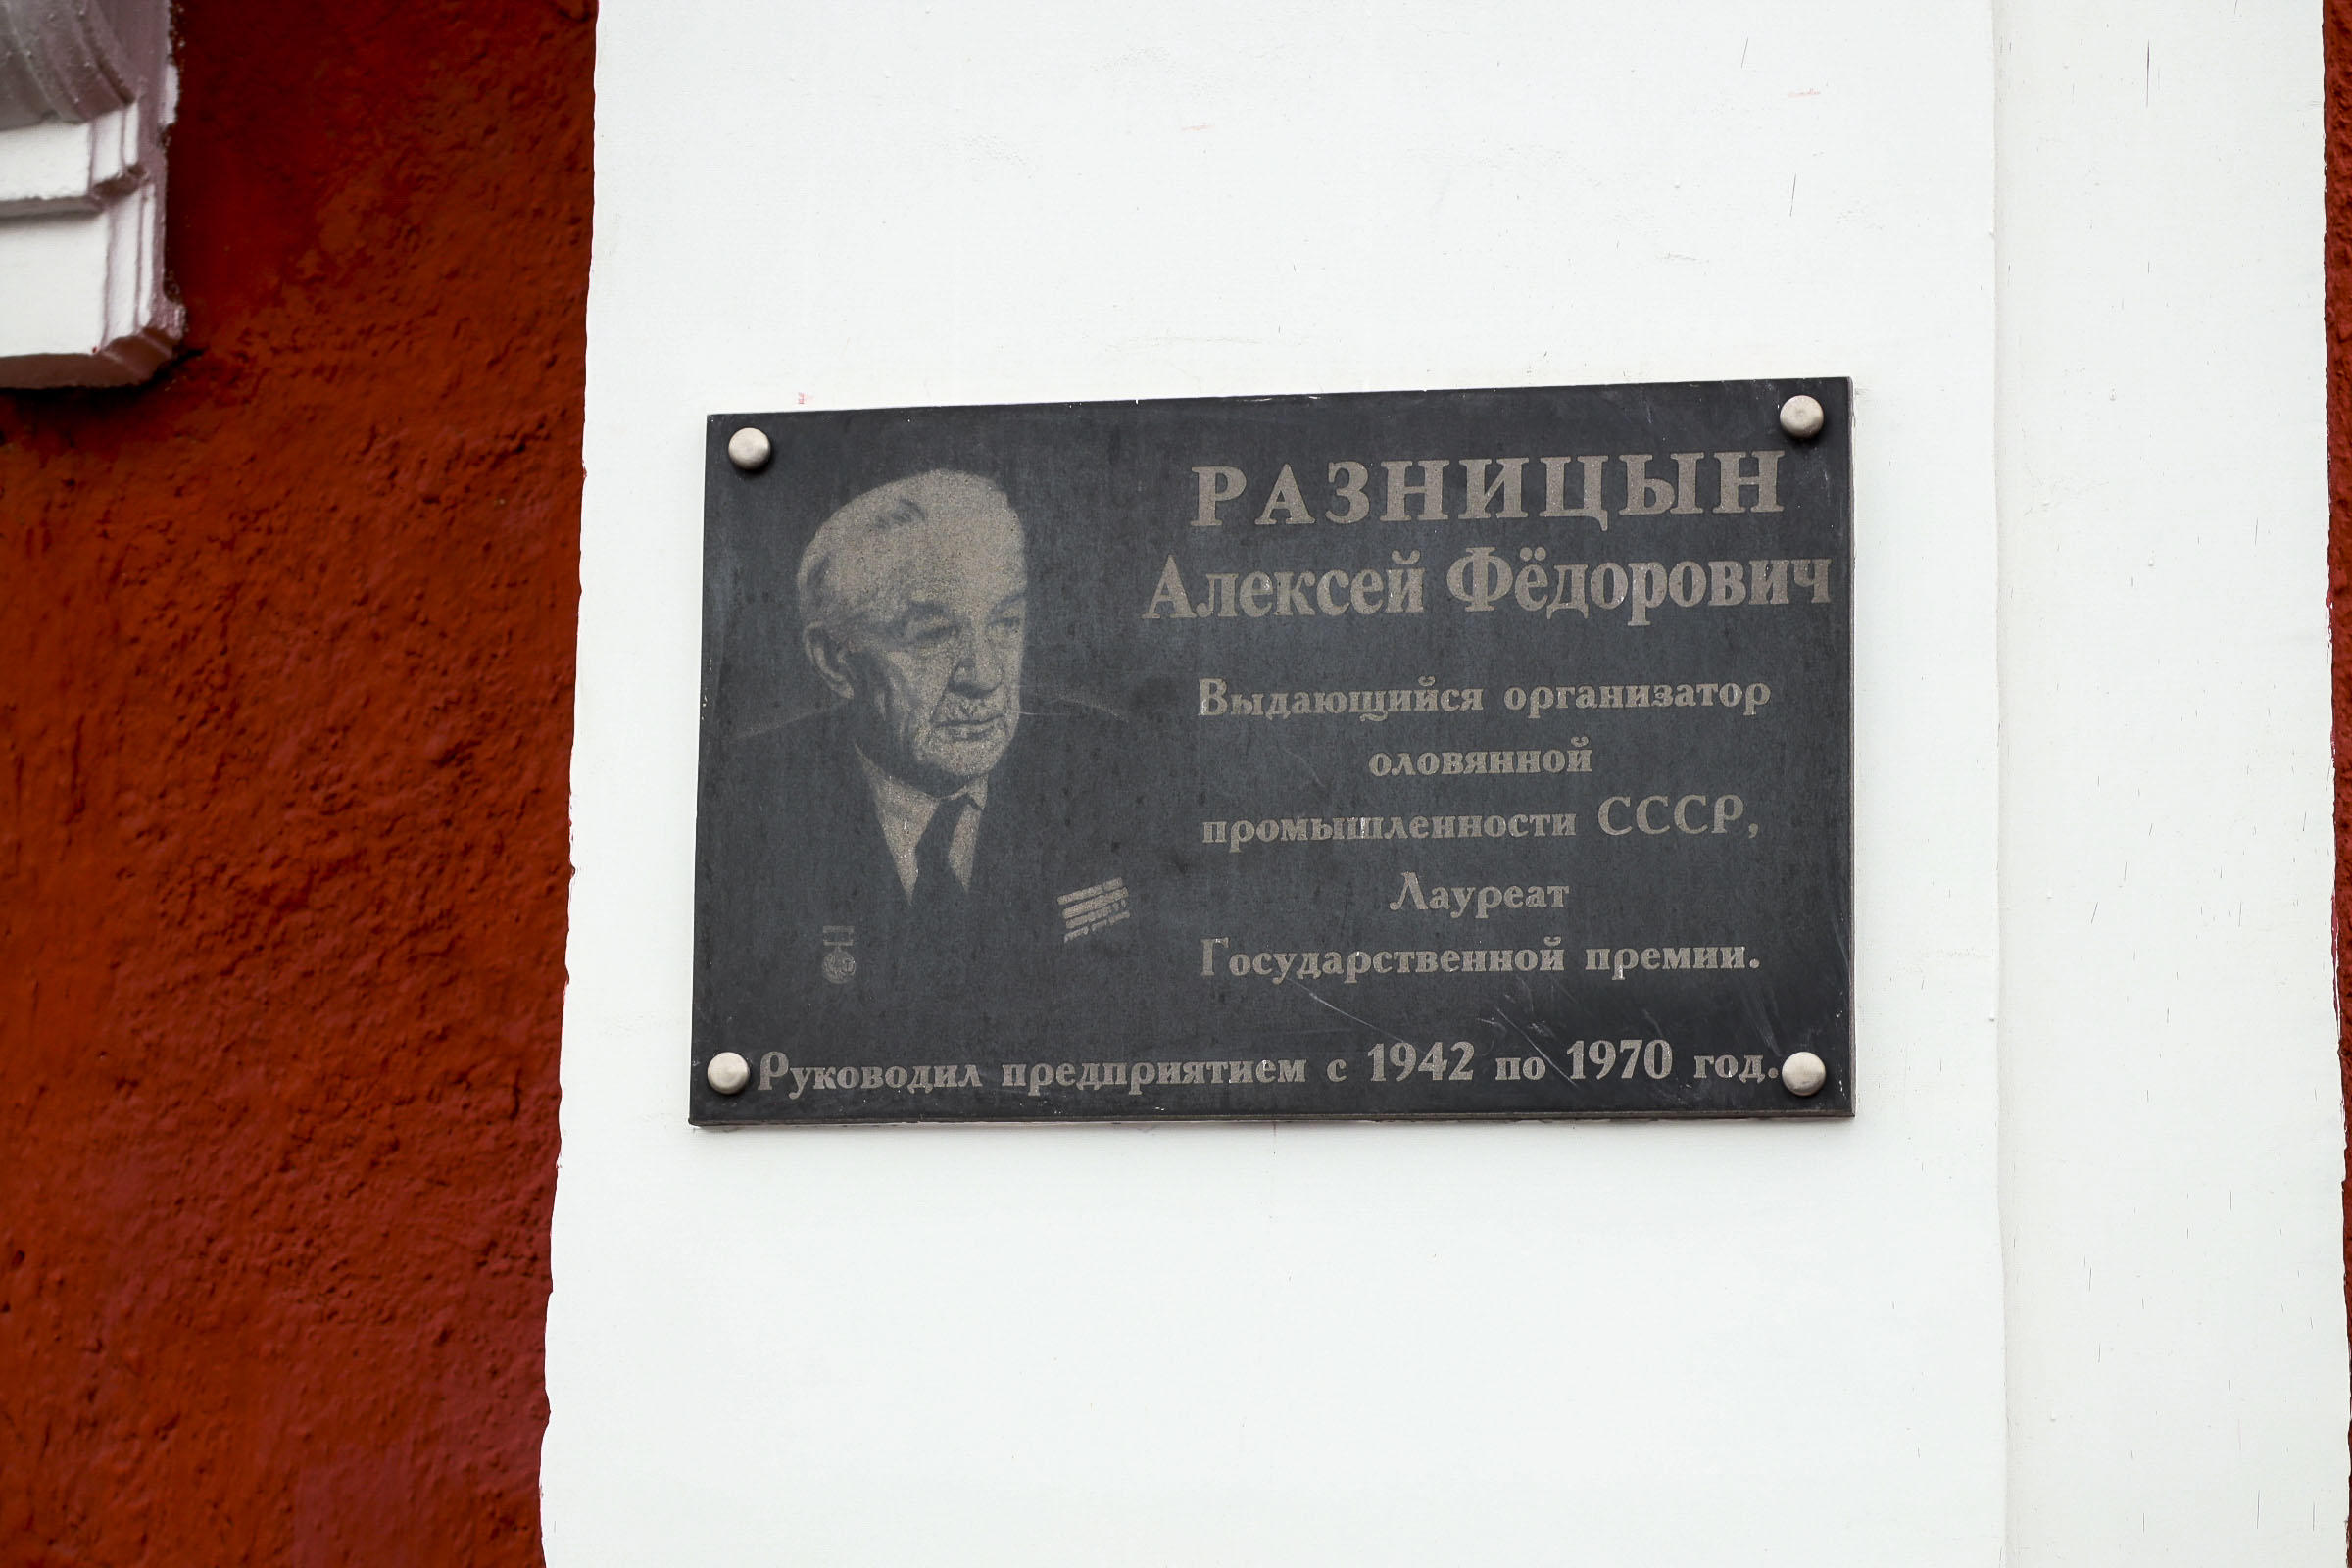 РАЗНИЦЫН
Алексей Фёдорович
Выдающийся организатор
оловянной
промышленности СССР,
Лауреат
Государственной премии.
Руководил предприятием с 1942 по 1970 год.